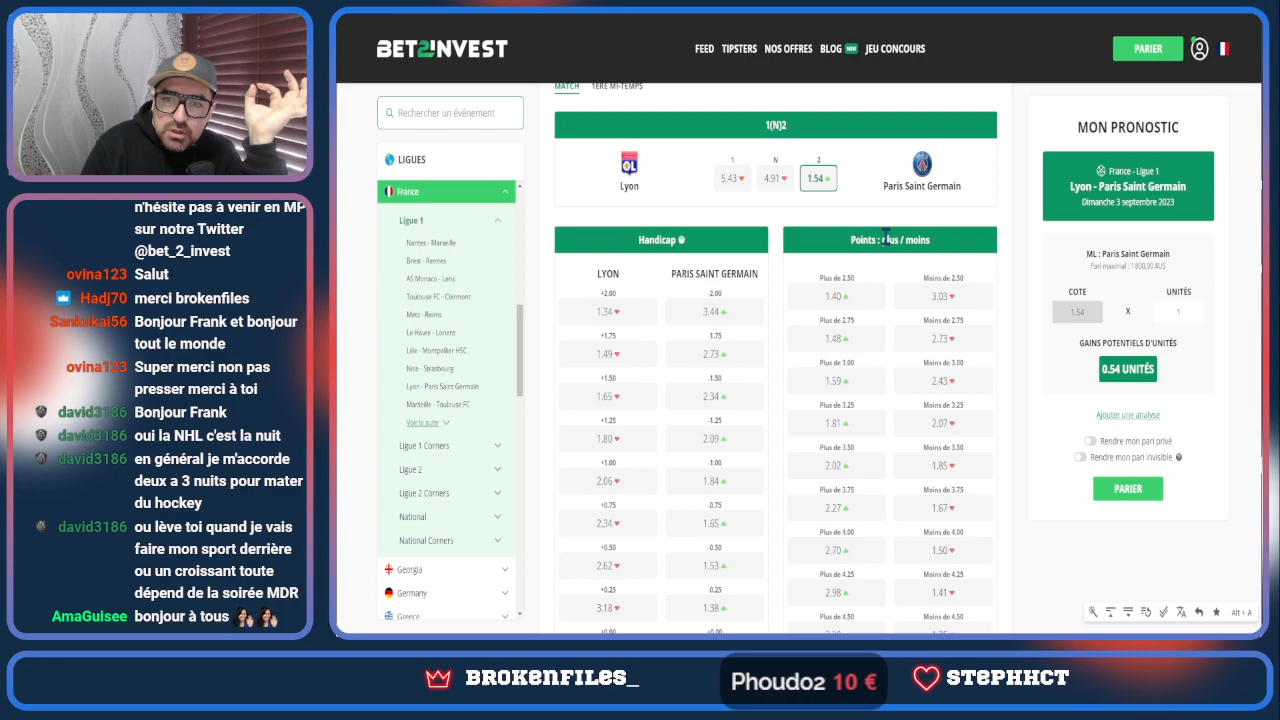 n'hésite pas à venir en MP
sur notre Twitter
@bet_2_invest
ovina123 Salut
Hadj70 merci brokenfiles
Sankukai56 Bonjour Frank et bonjour
tout le monde
ovina123 Super merci non pas
presser merci à toi
david3186 Bonjour Frank
david3186 oui la NHL c'est la nuit
david3186 en général je m'accorde
deux a 3 nuits pour mater
du hockey
david3186 ou lève toi quand je vais
faire mon sport derrière
ou un croissant toute
dépend de la soirée MDR
AmaGuisee bonjour à tous
BET2INVEST
FEED TIPSTERS NOS OFFRES BLOG NEW JEU CONCOURS
PARIER
Rechercher un événement
LIGUES
France
Ligue 1
Nantes - Marseille
Brest - Rennes
AS Monaco - Lens
Toulouse FC - Clermont
Metz - Reims
Le Havre - Lorient
Lille - Montpellier HSC
Nice - Strasbourg
Lyon - Paris Saint Germain
Marseille - Toulouse FC
Voir la suite
Ligue 1 Corners
Ligue 2
Ligue 2 Corners
National
National Corners
Georgia
Germany
Greece
MATCH 1ÈRE MI-TEMPS
1(N)2
1 N 2
5.43 4.91 1.54
Lyon
Paris Saint Germain
Handicap
LYON PARIS SAINT GERMAIN
+2.00 -2.00
1.34 3.44
+1.75 -1.75
1.49 2.73
+1.50 -1.50
1.65 2.34
+1.25 -1.25
1.80 2.09
+1.00 -1.00
2.06 1.84
+0.75 -0.75
2.34 1.65
+0.50 -0.50
2.62 1.53
+0.25 -0.25
3.18 1.38
+0.00 +0.00
Points : plus / moins
Plus de 2.50 Moins de 2.50
1.40 3.03
Plus de 2.75 Moins de 2.75
1.48 2.73
Plus de 3.00 Moins de 3.00
1.59 2.43
Plus de 3.25 Moins de 3.25
1.81 2.07
Plus de 3.50 Moins de 3.50
2.02 1.85
Plus de 3.75 Moins de 3.75
2.27 1.67
Plus de 4.00 Moins de 4.00
2.70 1.50
Plus de 4.25 Moins de 4.25
2.98 1.41
Plus de 4.50 Moins de 4.50
MON PRONOSTIC
France - Ligue 1
Lyon - Paris Saint Germain
Dimanche 3 septembre 2023
ML : Paris Saint Germain
Pari maximal : 1 800,00 $US
COTE UNITÉS
1.54 X 1
GAINS POTENTIELS D'UNITÉS
0.54 UNITÉS
Ajouter une analyse
Rendre mon pari privé
Rendre mon pari invisible
PARIER
Alt + A
BROKENFILES_
Phoudo2 10 €
STEPHHCT